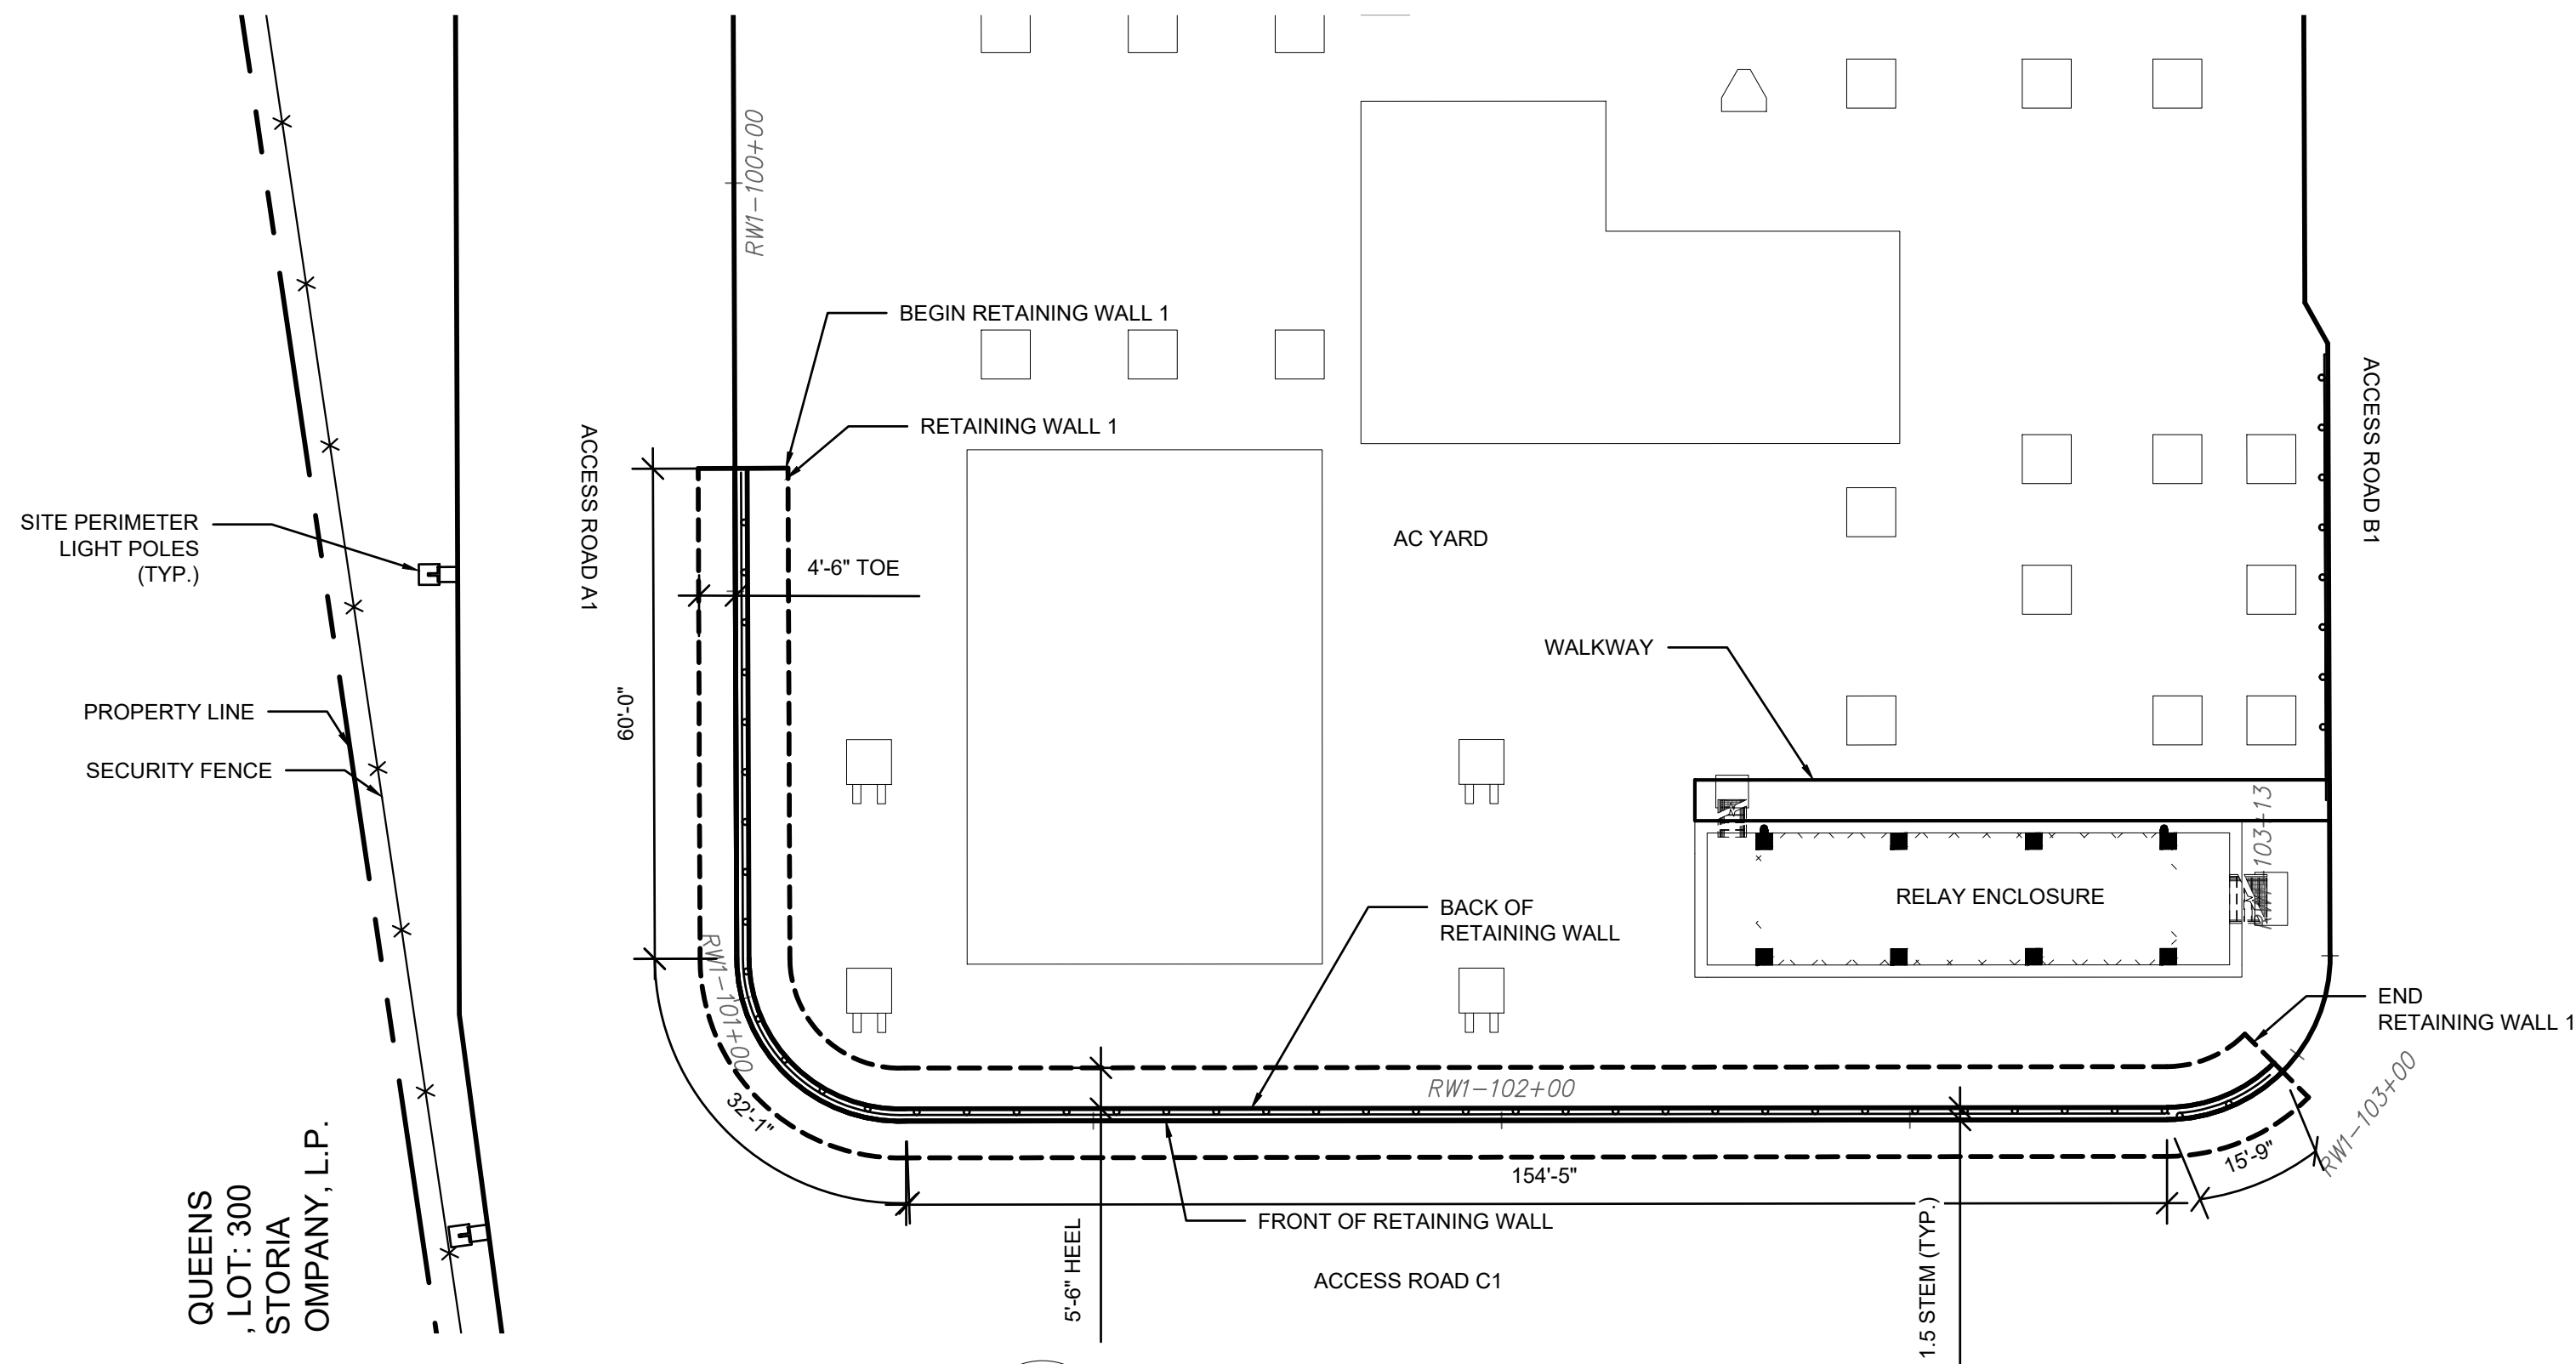 RW1-100+00
BEGIN RETAINING WALL 1
RETAINING WALL 1
ACCESS ROAD A1
ACCESS ROAD B1
SITE PERIMETER
LIGHT POLES
(TYP.)
4'-6" TOE
AC YARD
WALKWAY
60'-0"
PROPERTY LINE
SECURITY FENCE
RELAY ENCLOSURE
BACK OF
RETAINING WALL
RW1-101+00
END
RETAINING WALL 1
RW1-102+00
RW1-103+00
32'-1"
154'-5"
15'-9"
FRONT OF RETAINING WALL
5'-6" HEEL
1.5 STEM (TYP.)
ACCESS ROAD C1
QUEENS
, LOT: 300
STORIA
OMPANY, L.P.